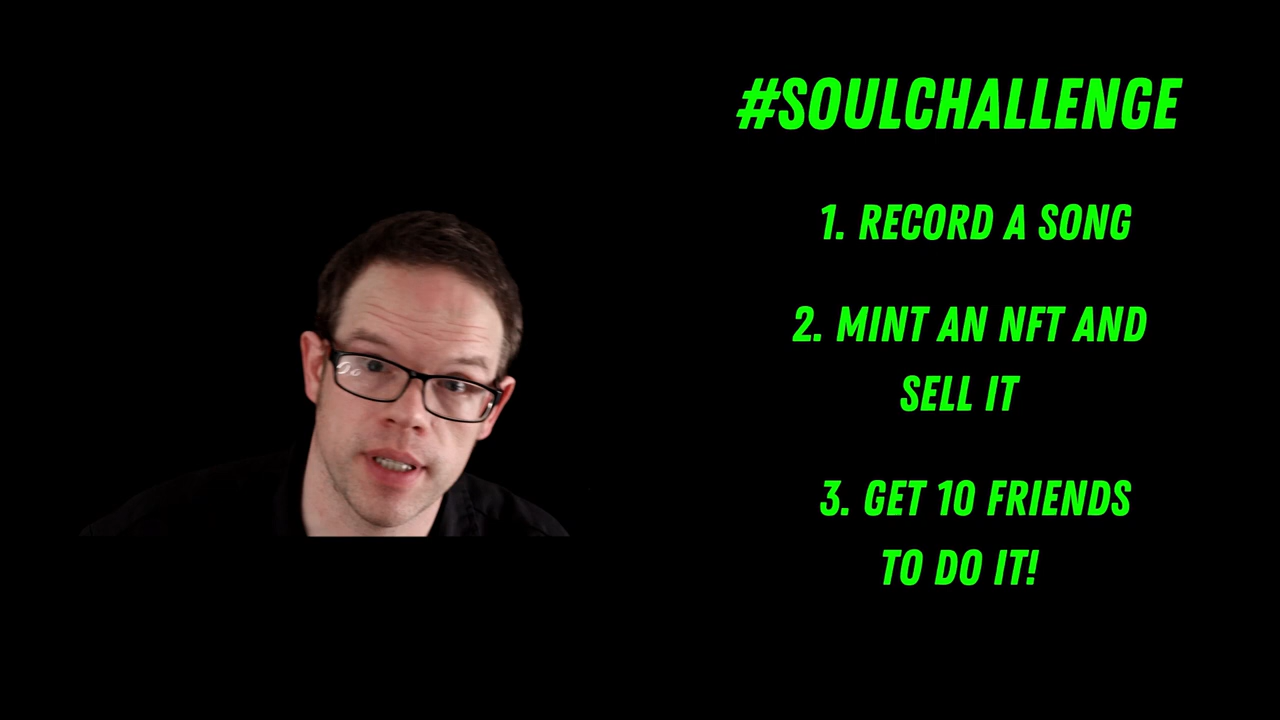 #SOULCHALLENGE
1. RECORD A SONG
2. MINT AN NFT AND
SELL IT
3. GET 10 FRIENDS
TO DO IT!